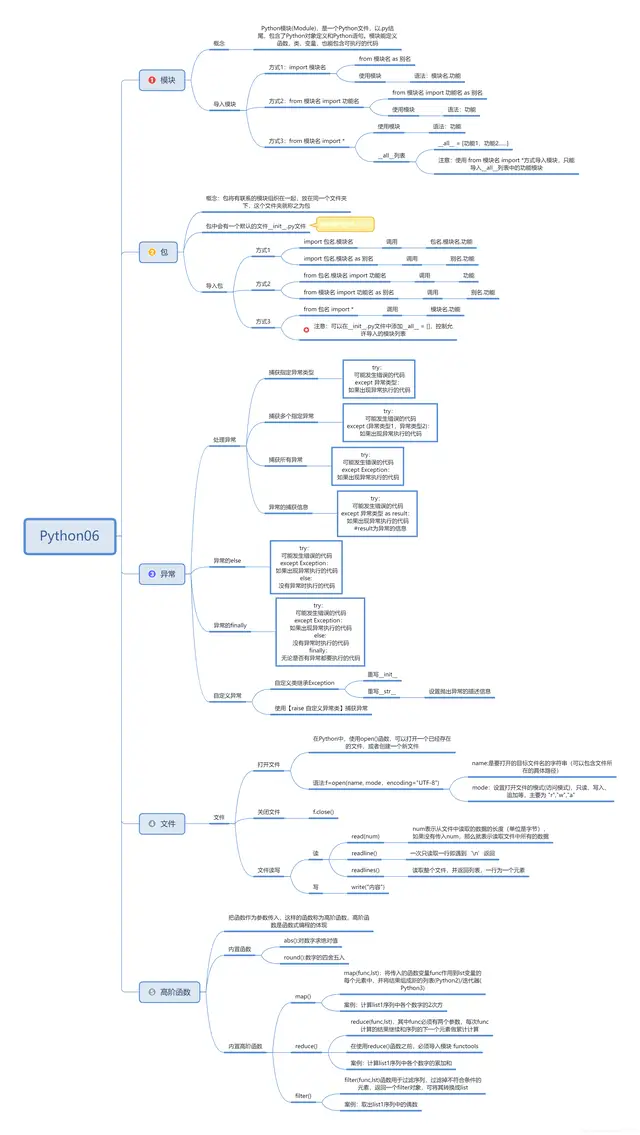 Python06
1 模块
概念
Python模块(Module)，是一个Python文件，以.py结
尾，包含了Python对象定义和Python语句。模块能定义
函数，类，变量，也能包含可执行的代码
导入模块
方式1：import 模块名
from 模块名 as 别名
使用模块
语法：模块名.功能
方式2：from 模块名 import 功能名
from 模块名 import 功能名 as 别名
使用模块
语法：功能
方式3：from 模块名 import *
使用模块
语法：功能
__all__列表
__all__ = [功能1，功能2......]
注意：使用 from 模块名 import *方式导入模块，只能
导入__all__列表中的功能模块
2 包
概念：包将有联系的模块组织在一起，放在同一个文件夹
下，这个文件夹就称之为包
包中会有一个默认的文件__init__.py文件
导入包
方式1
import 包名.模块名
调用
包名.模块名.功能
import 包名.模块名 as 别名
调用
别名.功能
方式2
from 包名.模块名 import 功能名
调用
功能
from 模块名 import 功能名 as 别名
调用
别名.功能
方式3
from 包名 import *
调用
模块名.功能
注意：可以在__init__.py文件中添加__all__ = []，控制允
许导入的模块列表
3 异常
处理异常
捕获指定异常类型
try：
可能发生错误的代码
except 异常类型：
如果出现异常执行的代码
捕获多个指定异常
try：
可能发生错误的代码
except (异常类型1，异常类型2)：
如果出现异常执行的代码
捕获所有异常
try：
可能发生错误的代码
except Exception：
如果出现异常执行的代码
异常的捕获信息
try：
可能发生错误的代码
except 异常类型 as result：
如果出现异常执行的代码
#result为异常的信息
异常的else
try：
可能发生错误的代码
except Exception：
如果出现异常执行的代码
else:
没有异常时执行的代码
异常的finally
try：
可能发生错误的代码
except Exception：
如果出现异常执行的代码
else:
没有异常时执行的代码
finally：
无论是否有异常都要执行的代码
自定义异常
自定义类继承Exception
重写__init__
重写__str__
设置抛出异常的描述信息
使用【raise 自定义异常类】捕获异常
4 文件
文件
打开文件
在Python中，使用open()函数，可以打开一个已经存在
的文件，或者创建一个新文件
语法:f=open(name, mode，encoding="UTF-8")
name:是要打开的目标文件名的字符串（可以包含文件所
在的具体路径）
mode：设置打开文件的模式(访问模式)，只读、写入、
追加等，主要为 "r","w","a"
关闭文件
f.close()
文件读写
读
read(num)
num表示从文件中读取的数据的长度（单位是字节），
如果没有传入num，那么就表示读取文件中所有的数据
readline()
一次只读取一行即遇到‘\n’返回
readlines()
读取整个文件，并返回列表，一行为一个元素
写
write("内容")
5 高阶函数
把函数作为参数传入，这样的函数称为高阶函数，高阶函
数是函数式编程的体现
内置函数
abs():对数字求绝对值
round():数字的四舍五入
内置高阶函数
map()
map(func,lst)：将传入的函数变量func作用到lst变量的
每个元素中，并将结果组成新的列表(Python2)/迭代器(
Python3)
案例：计算list1序列中各个数字的2次方
reduce()
reduce(func,lst)，其中func必须有两个参数，每次func
计算的结果继续和序列的下一个元素做累计计算
在使用reduce()函数之前，必须导入模块 functools
案例：计算list1序列中各个数字的累加和
filter()
filter(func,lst)函数用于过滤序列，过滤掉不符合条件的
元素，返回一个filter对象，可将其转换成list
案例：取出list1序列中的偶数